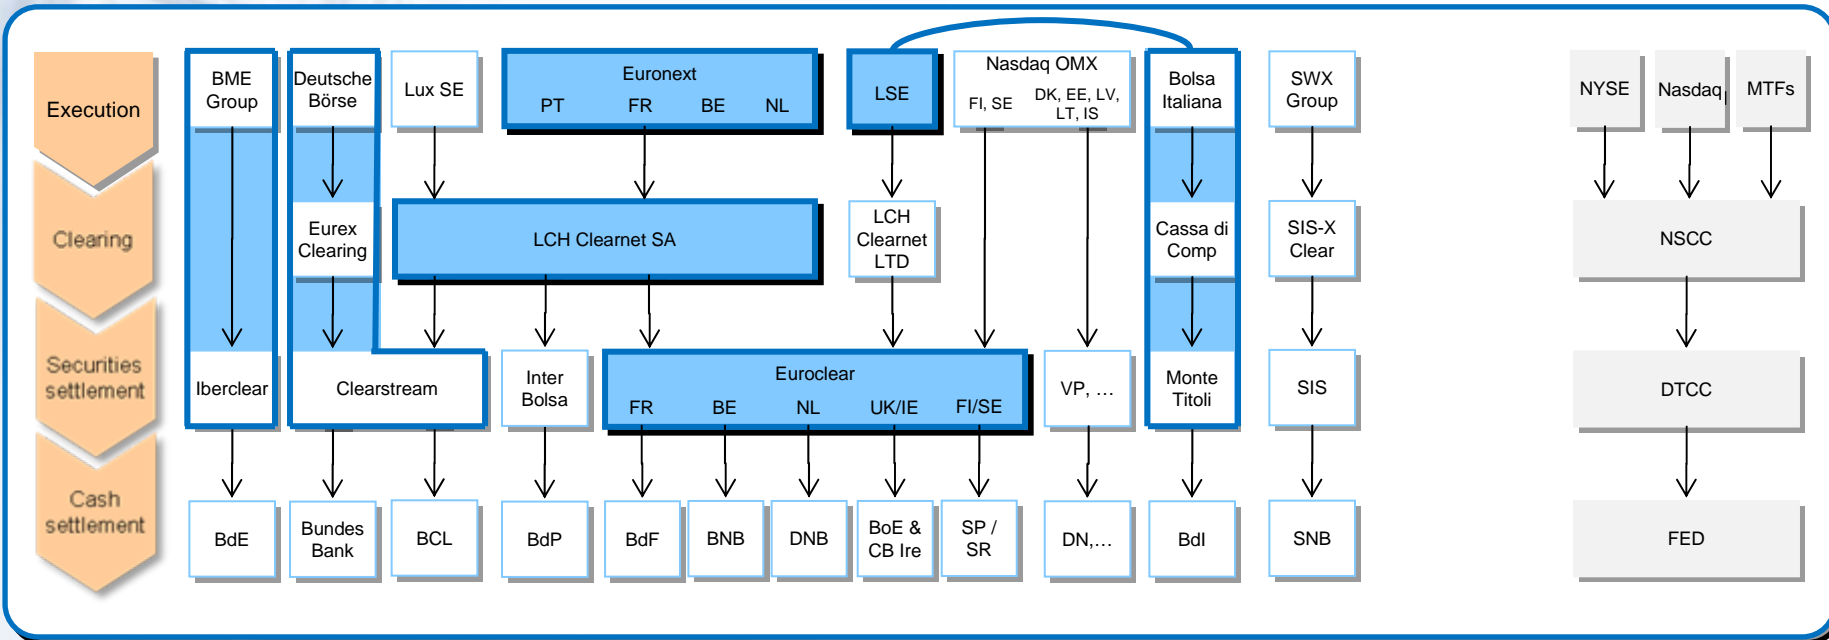 Execution
BME
Group
Deutsche
Börse
Lux SE
Euronext
PT FR BE NL
LSE
Nasdaq OMX
FI, SE
DK, EE, LV,
LT, IS
Bolsa
Italiana
SWX
Group
NYSE
Nasdaq
MTFs
Clearing
Eurex
Clearing
LCH Clearnet SA
LCH
Clearnet
LTD
Cassa di
Comp
SIS-X
Clear
NSCC
Securities
settlement
Iberclear
Clearstream
Inter
Bolsa
Euroclear
FR BE NL UK/IE FI/SE
VP, …
Monte
Titoli
SIS
DTCC
Cash
settlement
BdE
Bundes
Bank
BCL
BdP
BdF
BNB
DNB
BoE &
CB Ire
SP /
SR
DN,…
BdI
SNB
FED